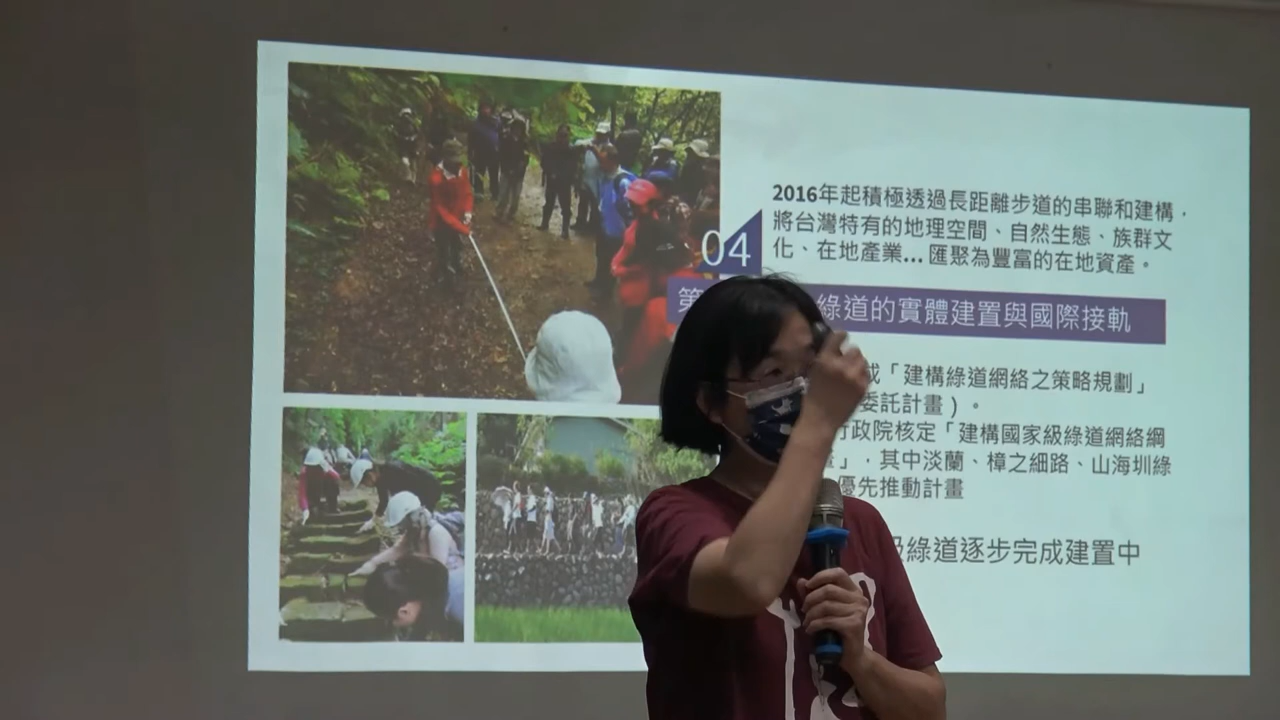 2016年起積極透過長距離步道的串聯和建構，
將台灣特有的地理空間、自然生態、族群文
化、在地產業... 匯聚為豐富的在地資產。
04
第 綠道的實體建置與國際接軌
「建構綠道網絡之策略規劃」
委託計畫）。
行政院核定「建構國家級綠道網絡綱
」，其中淡蘭、樟之細路、山海圳綠
優先推動計畫
級綠道逐步完成建置中